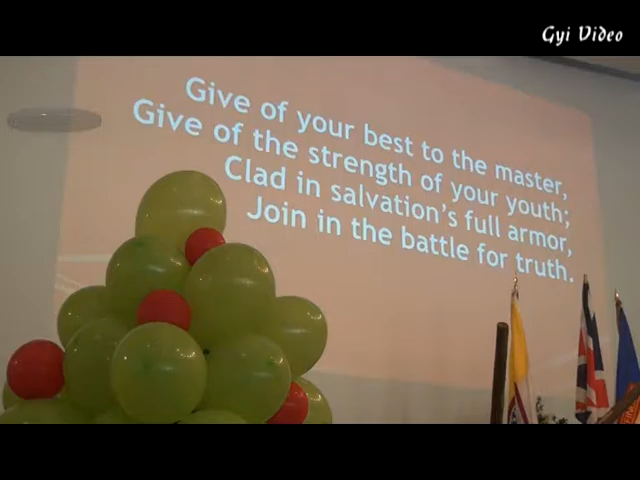 Gyi Video
Give of your best to the master,
Give of the strength of your youth;
Clad in salvation's full armor,
Join in the battle for truth.